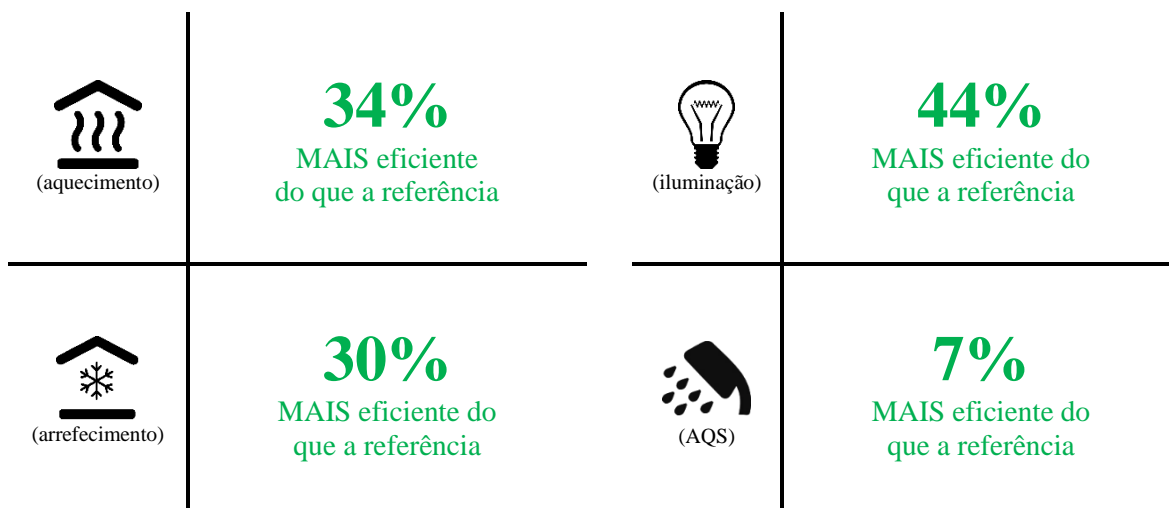 (aquecimento)
34%
MAIS eficiente
do que a referência
(iluminação)
44%
MAIS eficiente do
que a referência
(arrefecimento)
30%
MAIS eficiente do
que a referência
(AQS)
7%
MAIS eficiente do
que a referência